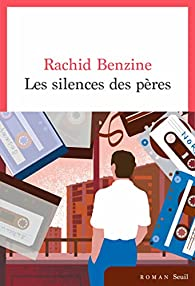 Rachid Benzine
Les silences des pères
ROMAN Seuil